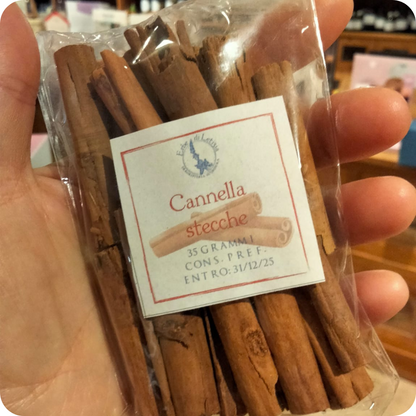 Cannella
stecche
35 GRAMMI
CONS. PREF.
ENTRO: 31/12/25